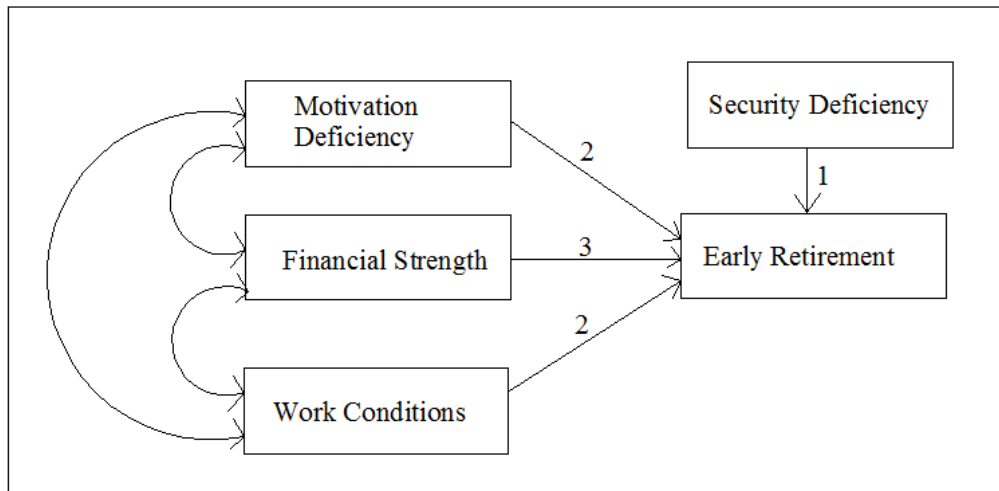 Motivation
Deficiency
Security Deficiency
2
1
Financial Strength
3
Early Retirement
2
Work Conditions